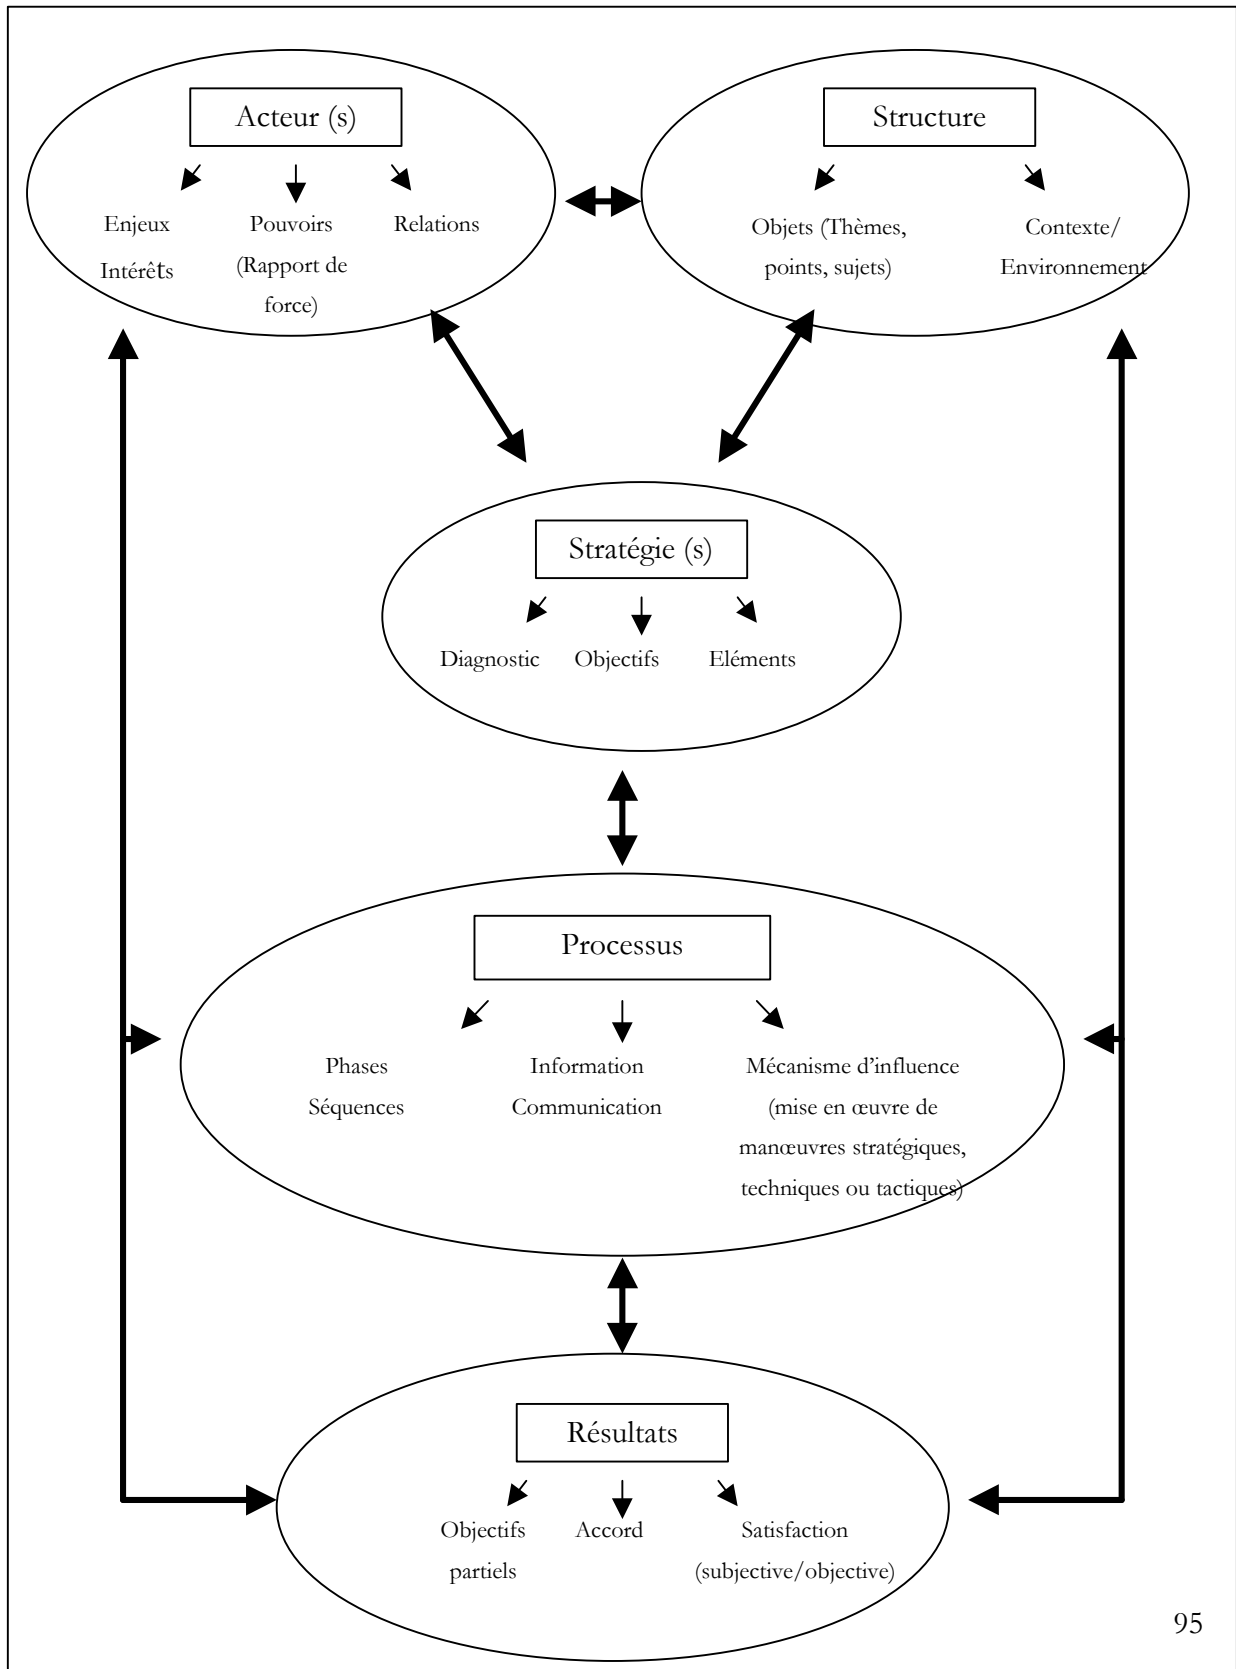 Acteur (s)
Enjeux
Intérêts
Pouvoirs
(Rapport de
force)
Relations
Structure
Objets (Thèmes,
points, sujets)
Contexte/
Environnement
Stratégie (s)
Diagnostic
Objectifs
Eléments
Processus
Phases
Séquences
Information
Communication
Mécanisme d’influence
(mise en œuvre de
manœuvres stratégiques,
techniques ou tactiques)
Résultats
Objectifs
partiels
Accord
Satisfaction
(subjective/objective)
95